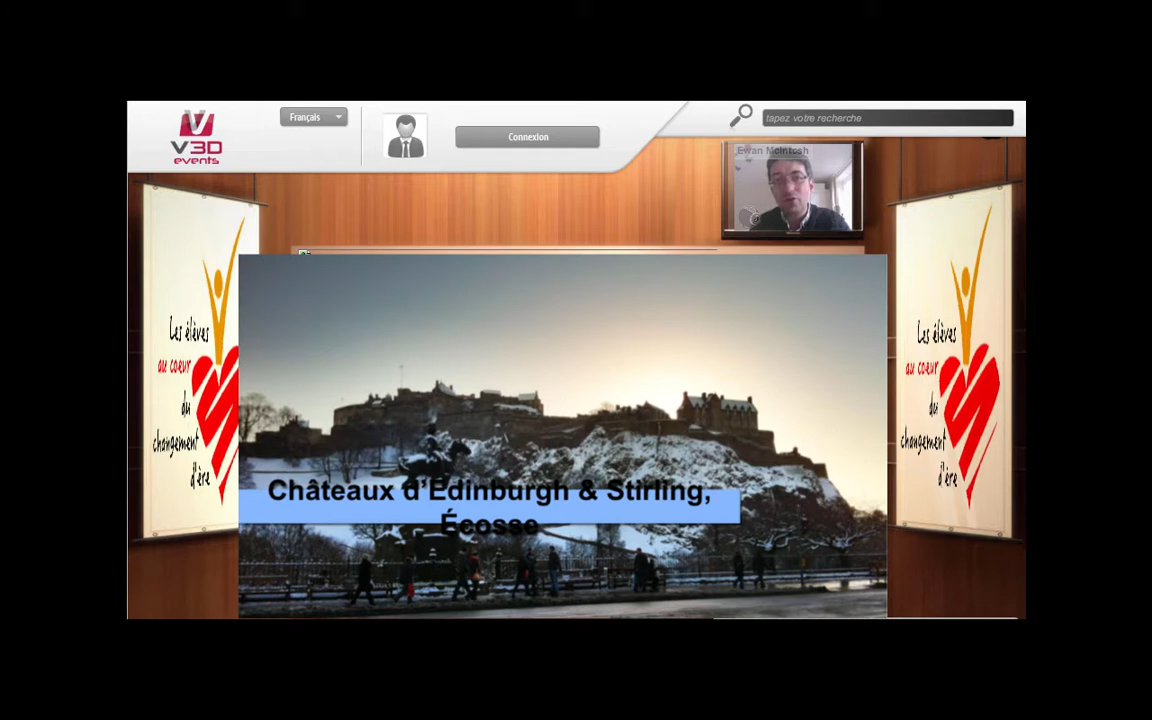 V3D
events
Français
Connexion
tapez votre recherche
Ewan McIntosh
Les élèves
au coeur
du
changement
d'ère
Châteaux d'Édinburgh & Stirling,
Écosse
Les élèves
au coeur
du
changement
d'ère